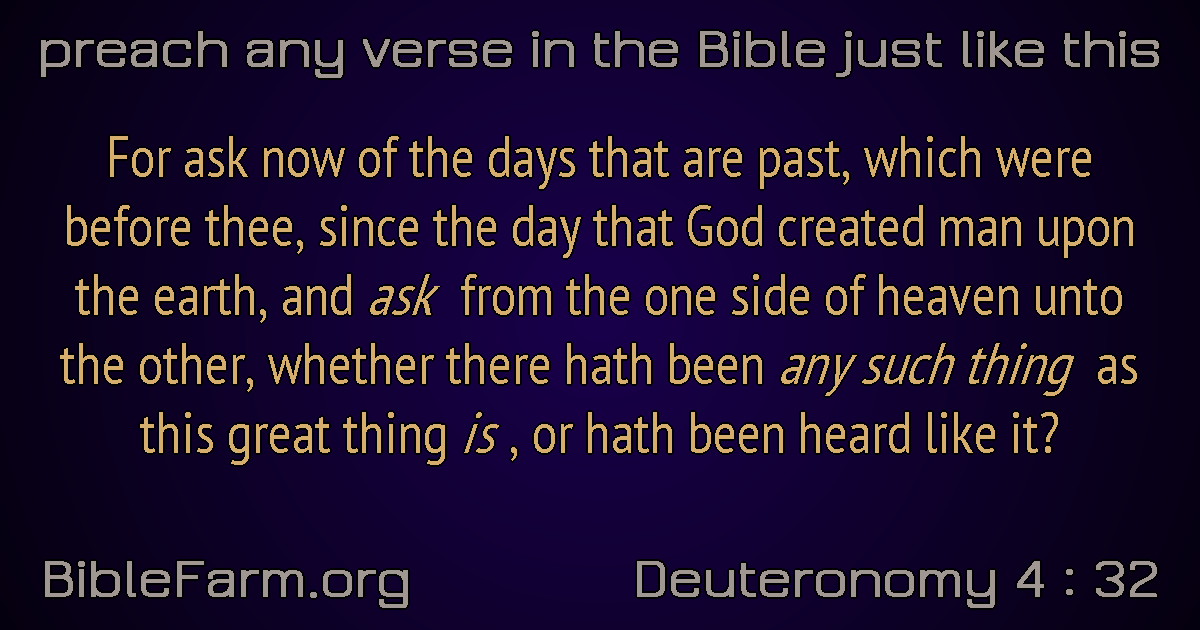 preach any verse in the Bible just like this
For ask now of the days that are past, which were
before thee, since the day that God created man upon
the earth, and ask from the one side of heaven unto
the other, whether there hath been any such thing as
this great thing is , or hath been heard like it?
BibleFarm.org
Deuteronomy 4 : 32